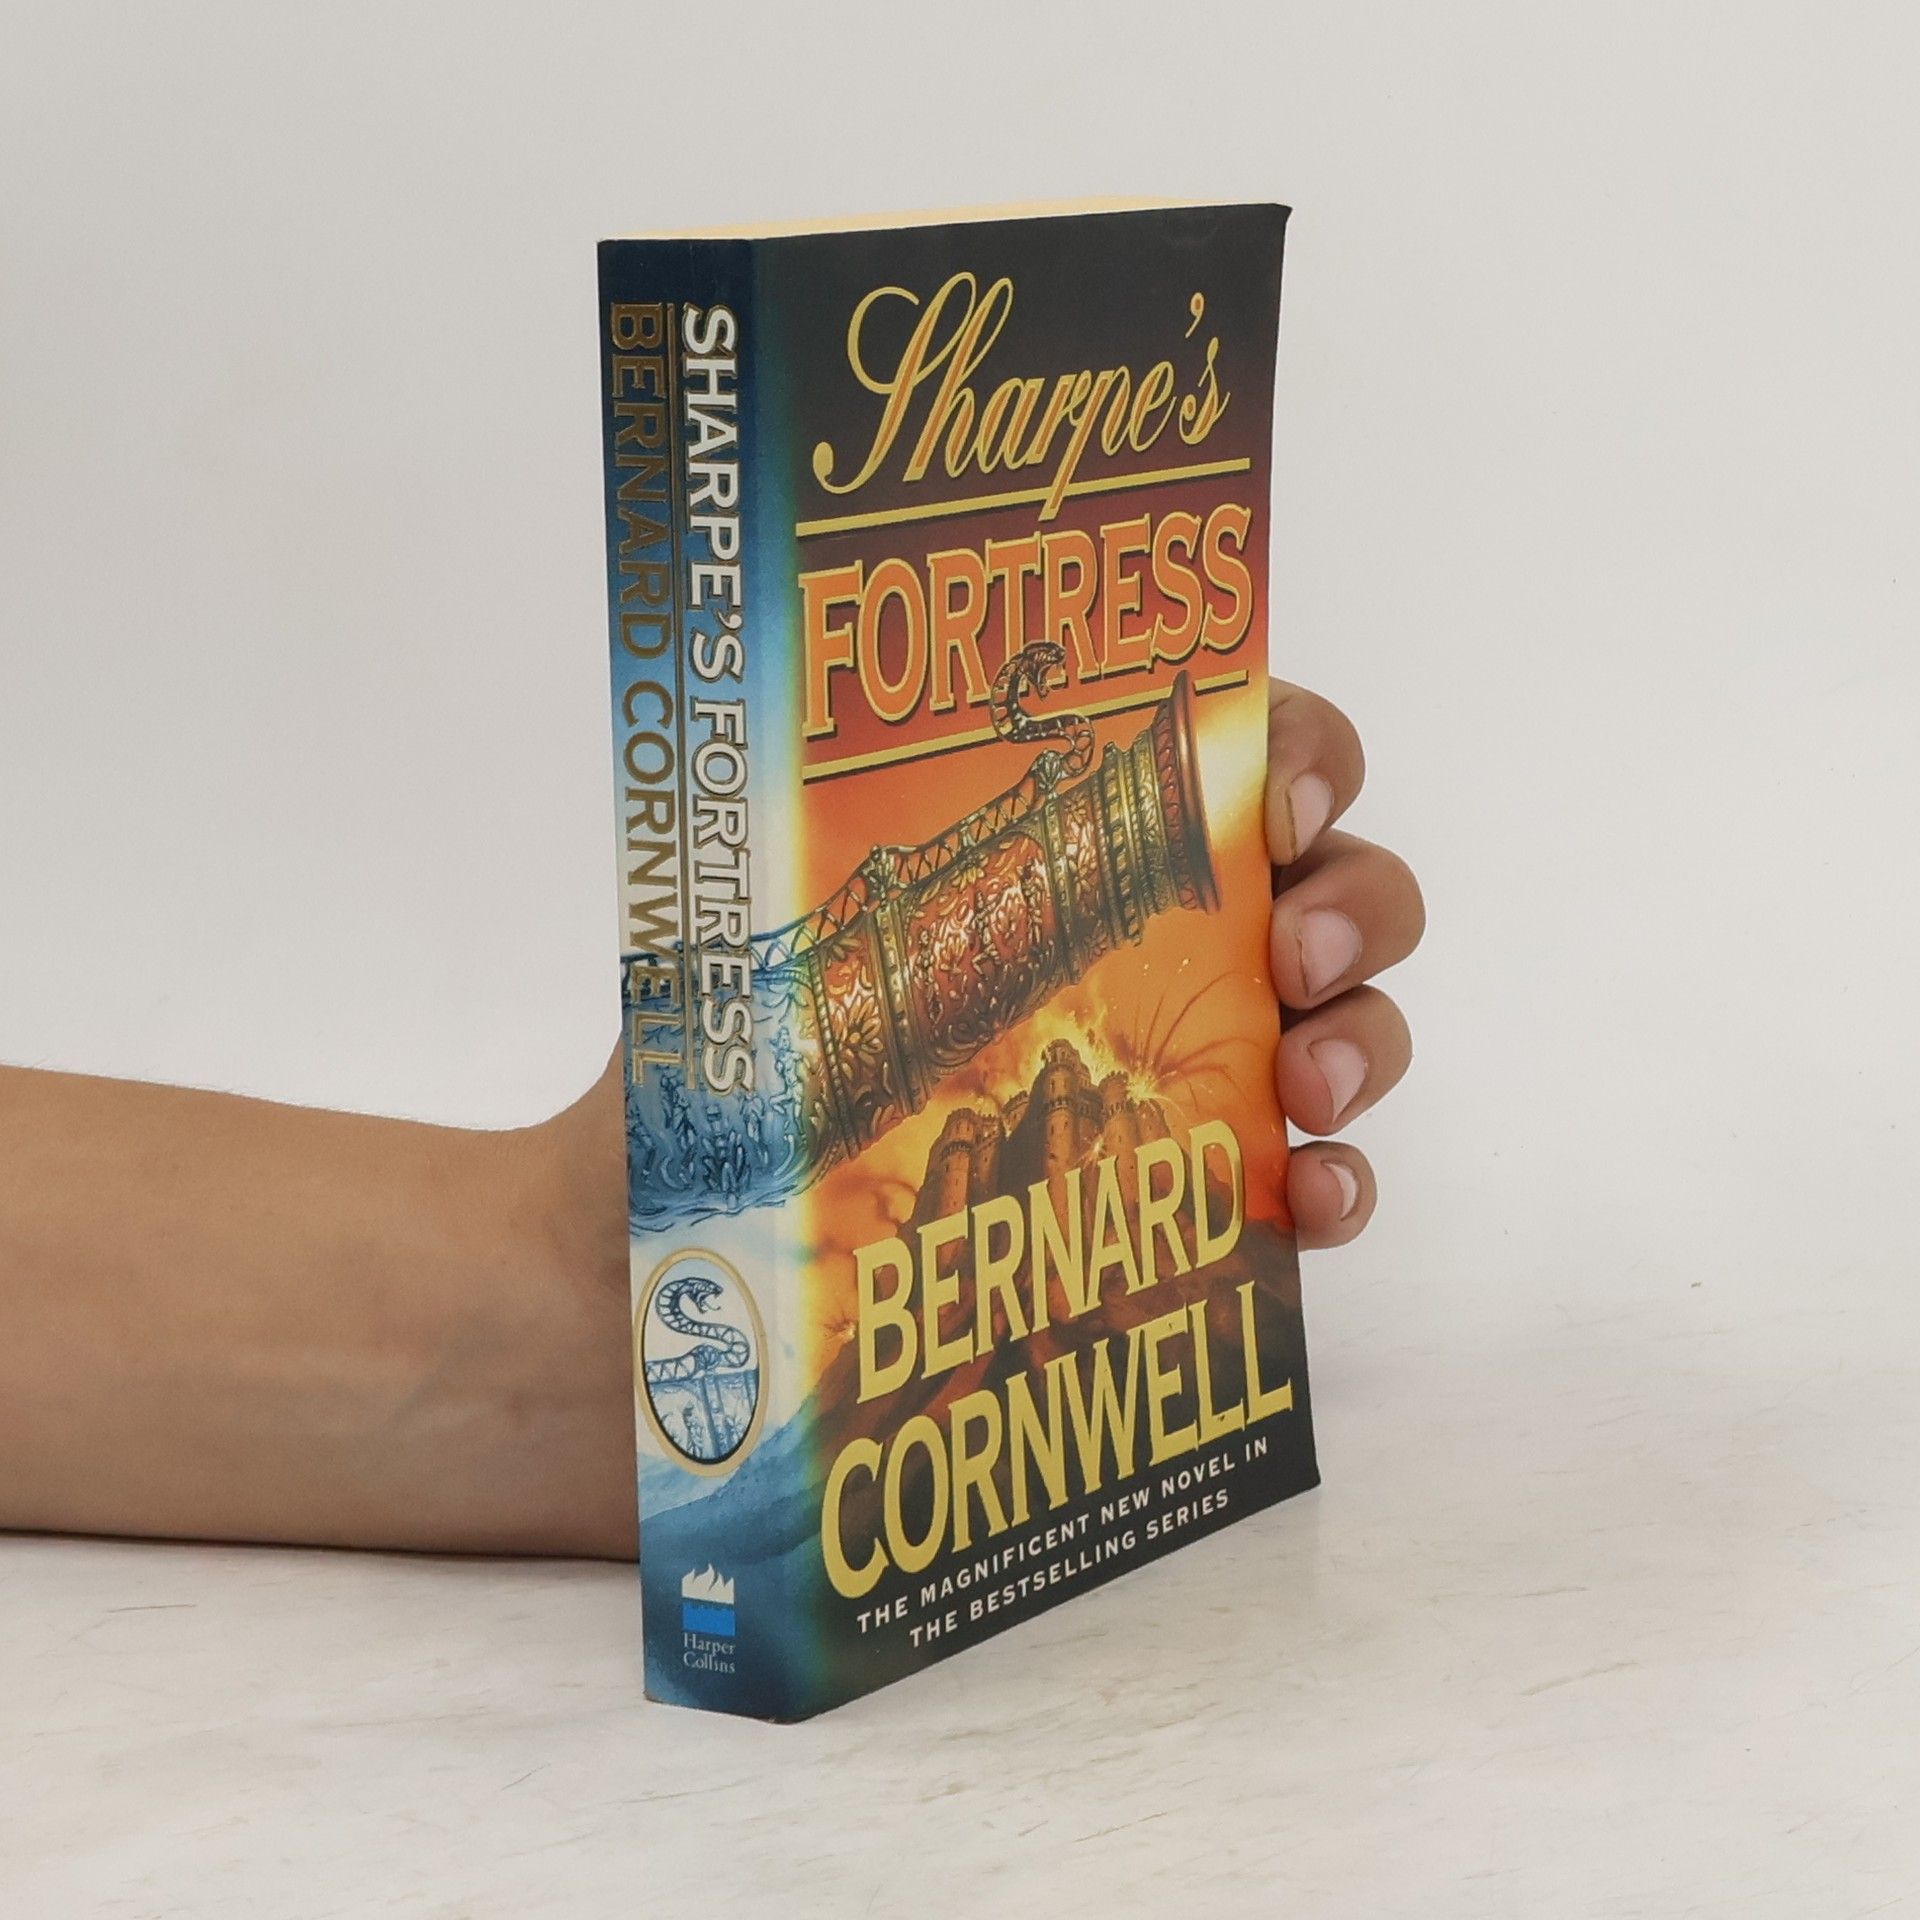 SHARPE'S FORTRESS
BERNARD CORNWELL
Harper
Collins
Sharpe's
FORTRESS
BERNARD
CORNWELL
THE MAGNIFICENT NEW NOVEL IN
THE BESTSELLING SERIES